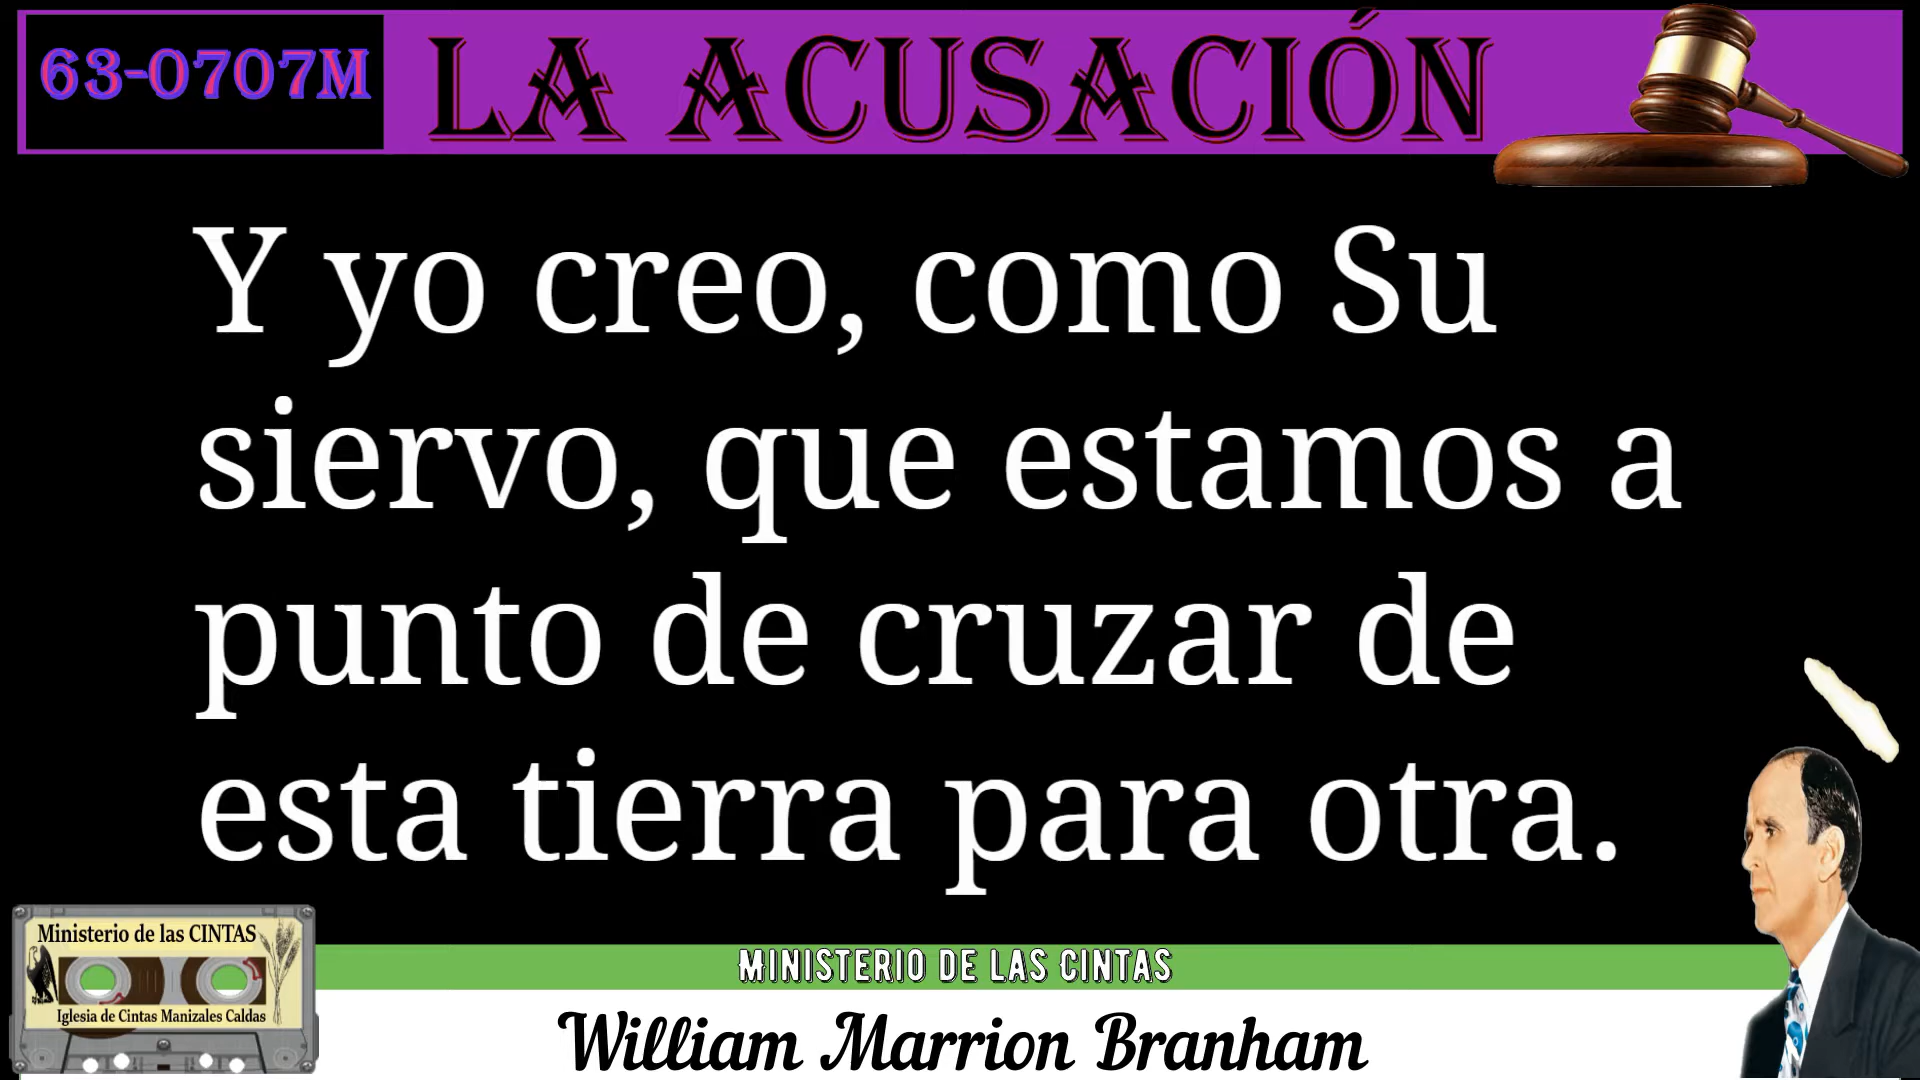 63-0707M
LA ACUSACIÓN
Y yo creo, como Su
siervo, que estamos a
punto de cruzar de
esta tierra para otra.
Ministerio de las CINTAS
Iglesia de Cintas Manizales Caldas
MINISTERIO DE LAS CINTAS
William Marrion Branham